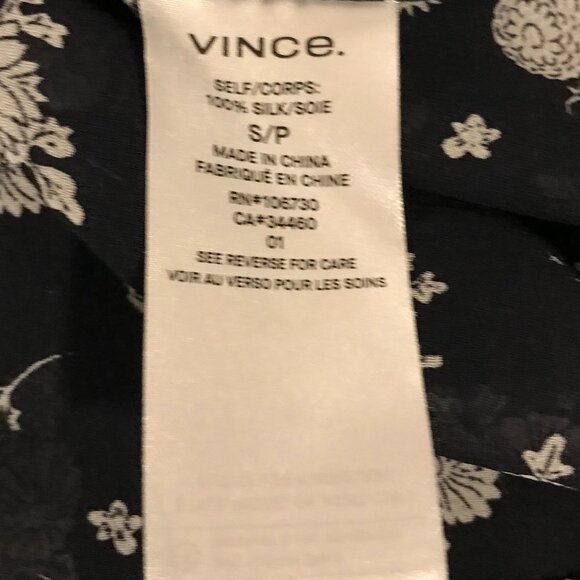 VINCE.
SELF/CORPS:
100% SILK/SOIE
S/P
MADE IN CHINA
FABRIQUÉ EN CHINE
RN#106730
CA#34460
01
SEE REVERSE FOR CARE
VOIR AU VERSO POUR LES SOINS